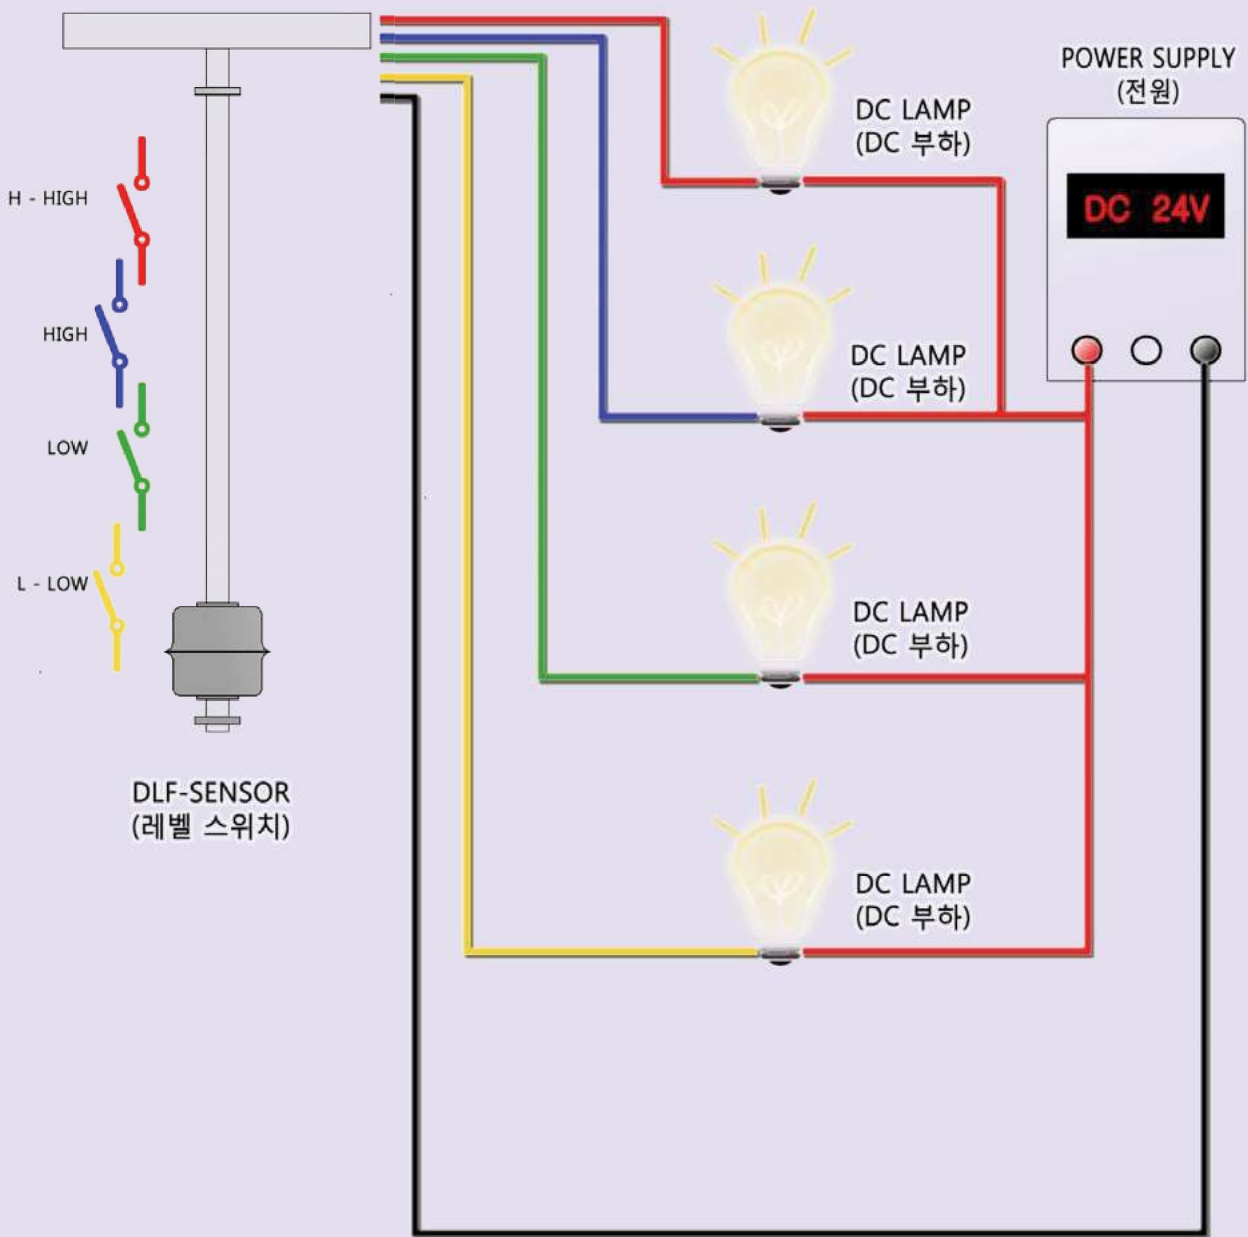 POWER SUPPLY
(전원)
DC 24V
DC LAMP
(DC 부하)
H - HIGH
HIGH
DC LAMP
(DC 부하)
LOW
L - LOW
DC LAMP
(DC 부하)
DLF-SENSOR
(레벨 스위치)
DC LAMP
(DC 부하)